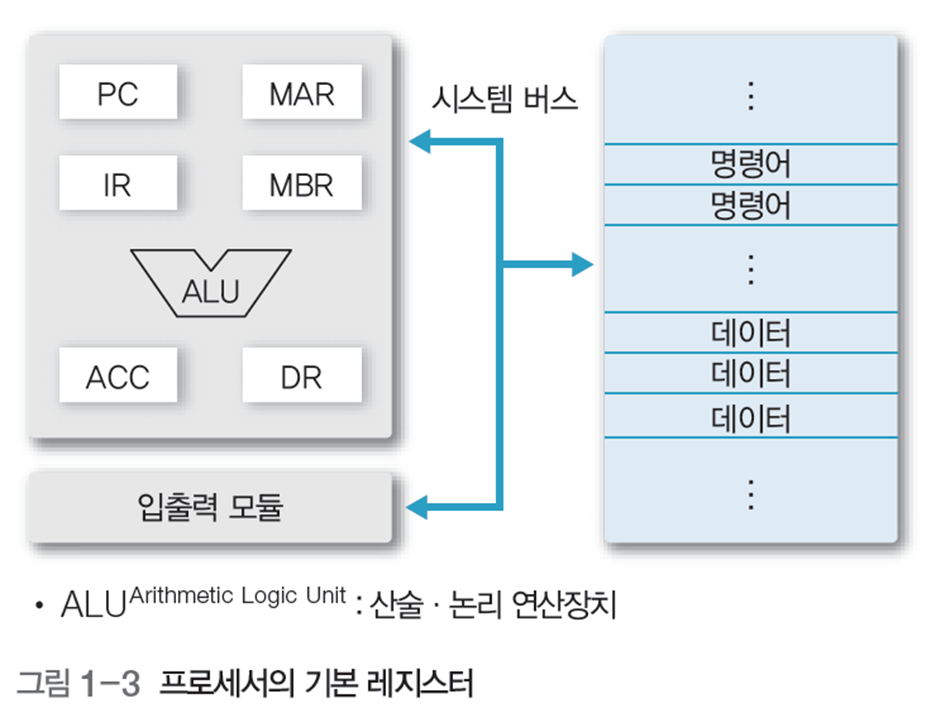 PC
MAR
IR
MBR
ALU
ACC
DR
입출력 모듈
시스템 버스
⋮
명령어
명령어
⋮
데이터
데이터
데이터
⋮
• ALU Arithmetic Logic Unit : 산술 · 논리 연산장치
그림 1-3 프로세서의 기본 레지스터